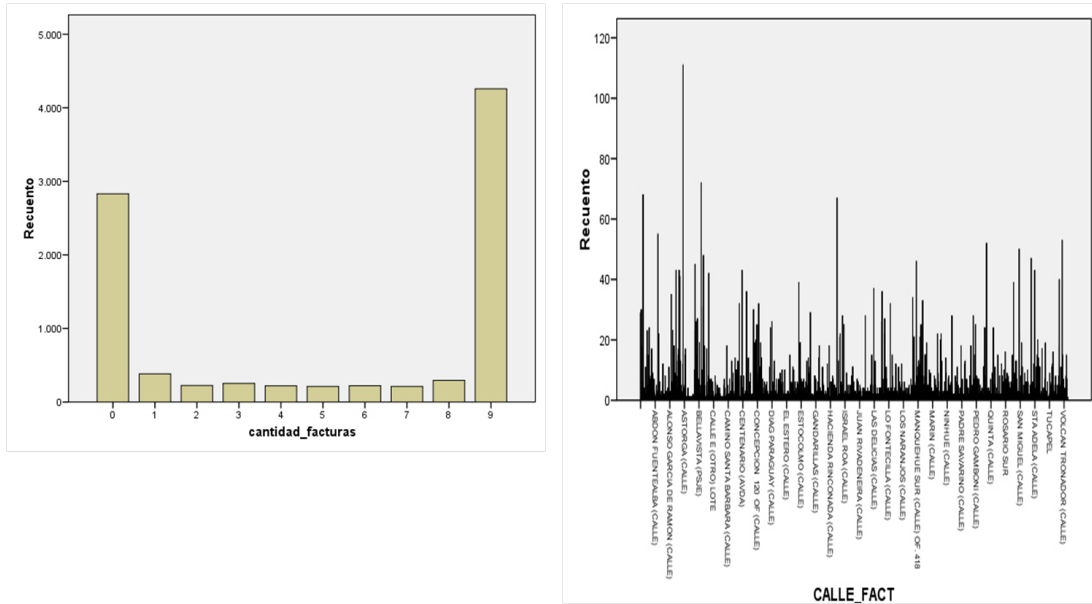 5.000
4.000
3.000
2.000
1.000
0
Recuento
0 1 2 3 4 5 6 7 8 9
cantidad_facturas
120
100
80
60
40
20
0
Recuento
ABDON FUENTEALBA (CALLE)
ALONSO GARCIA DE RAMON (CALLE)
ASTORGA (CALLE)
BELLAVISTA (PSJE)
CALLE E (OTRO) LOTE
CAMINO SANTA BARBARA (CALLE)
CENTENARIO (AVDA)
CONCEPCION 120 OF (CALLE)
DIAG PARAGUAY (CALLE)
EL ESTERO (CALLE)
ESTOCOLMO (CALLE)
GANDARILLAS (CALLE)
HACIENDA RINCONADA (CALLE)
ISRAEL ROA (CALLE)
JUAN RIVADENEIRA (CALLE)
LAS DELICIAS (CALLE)
LO FONTECILLA (CALLE)
LOS NARANJOS (CALLE)
MANQUEHUE SUR (CALLE) OF. 418
MARIN (CALLE)
NINHUE (CALLE)
PADRE SAVARINO (CALLE)
PEDRO GAMBONI (CALLE)
QUINTA (CALLE)
ROSARIO SUR
SAN MIGUEL (CALLE)
STA ADELA (CALLE)
TUCAPEL
VOLCAN TRONADOR (CALLE)
CALLE_FACT